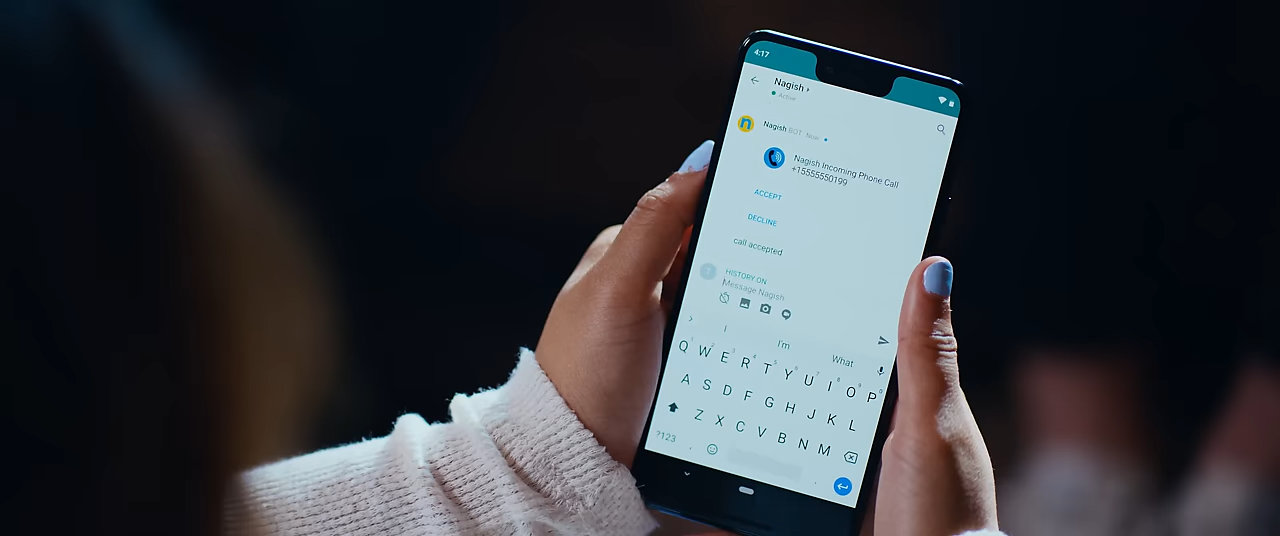 4:17
Nagish
Active
n
Nagish BOT Now
Nagish Incoming Phone Call
+15555550199
ACCEPT
DECLINE
call accepted
HISTORY ON
Message Nagish
I I'm What
Q W E R T Y U I O P
A S D F G H J K L
Z X C V B N M
?123 , .